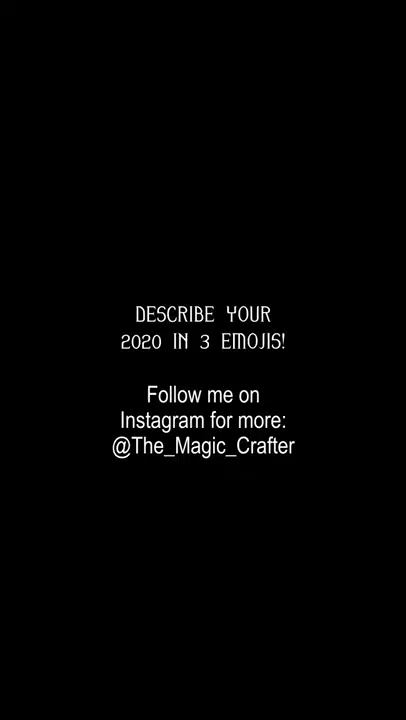 DESCRIBE YOUR
2020 IN 3 EMOJIS!
Follow me on
Instagram for more:
@The_Magic_Crafter